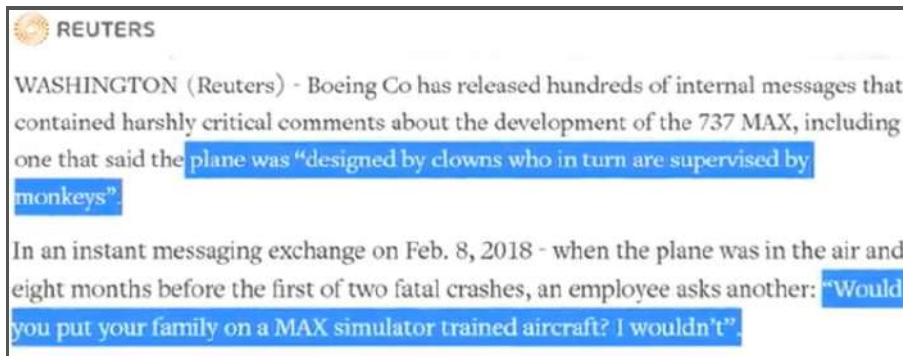 REUTERS
WASHINGTON (Reuters) - Boeing Co has released hundreds of internal messages that
contained harshly critical comments about the development of the 737 MAX, including
one that said the plane was “designed by clowns who in turn are supervised by
monkeys”.
In an instant messaging exchange on Feb. 8, 2018 - when the plane was in the air and
eight months before the first of two fatal crashes, an employee asks another: “Would
you put your family on a MAX simulator trained aircraft? I wouldn’t”.